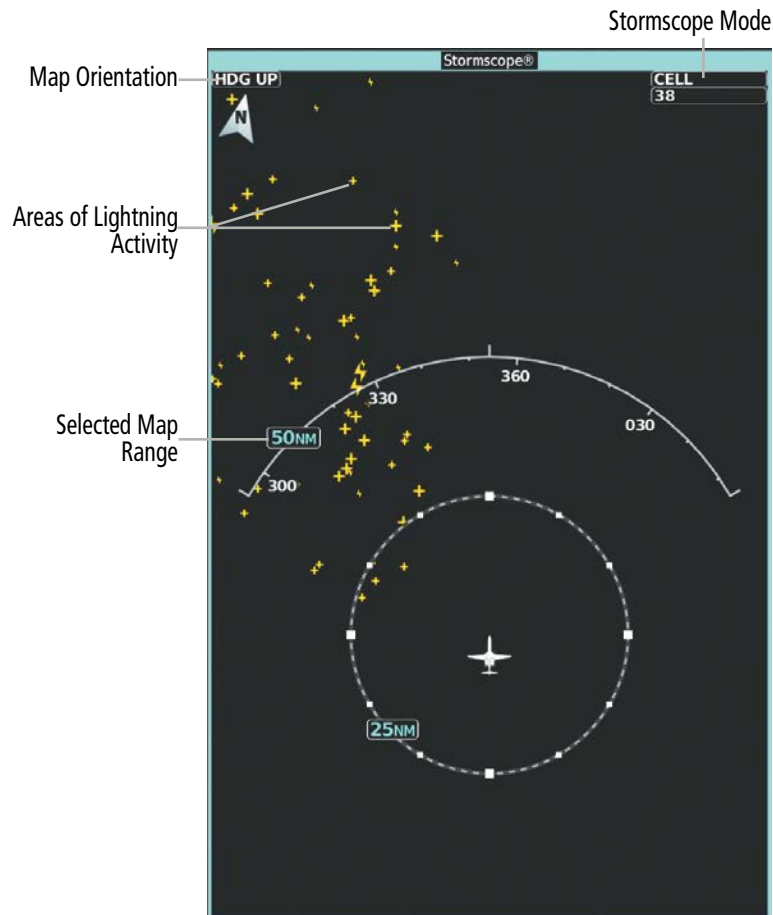 Stormscope Mode
Stormscope®
Map Orientation
HDG UP
CELL
38
N
Areas of Lightning
Activity
360
330
030
Selected Map
Range
50NM
300
25NM